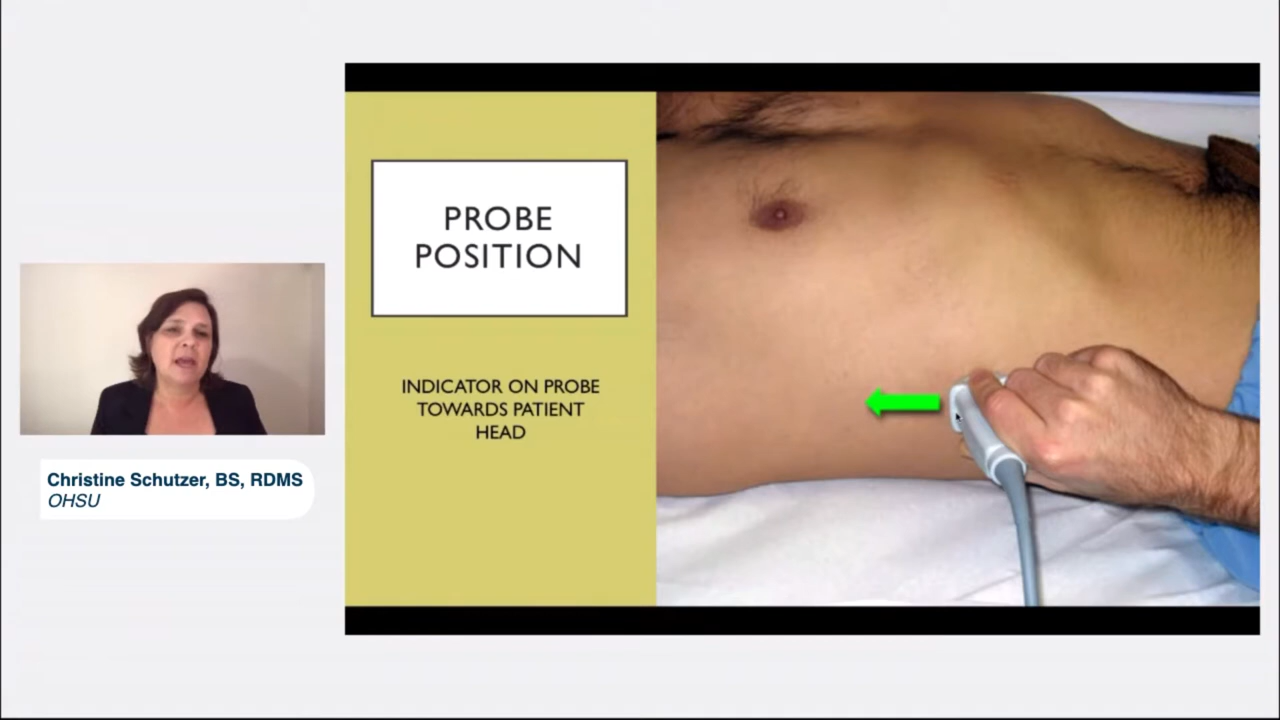 PROBE
POSITION
INDICATOR ON PROBE
TOWARDS PATIENT
HEAD
Christine Schutzer, BS, RDMS
OHSU